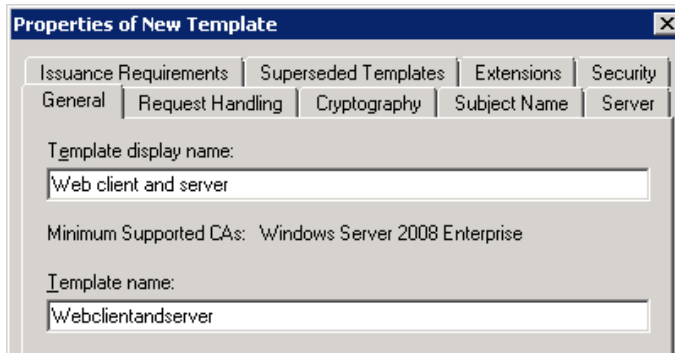 Properties of New Template
Issuance Requirements Superseded Templates Extensions Security
General Request Handling Cryptography Subject Name Server
Template display name:
Web client and server
Minimum Supported CAs: Windows Server 2008 Enterprise
Template name:
Webclientandserver